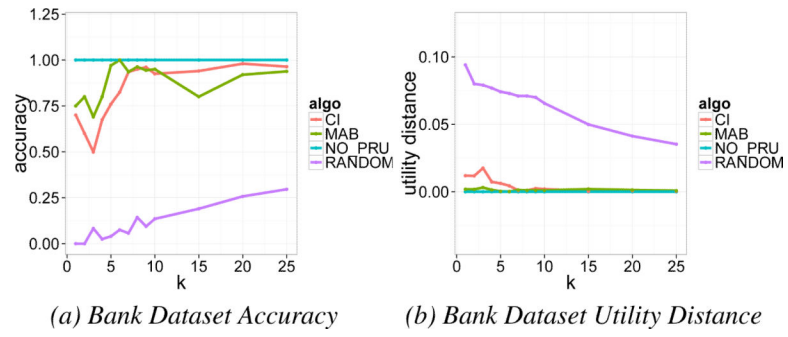 1.25
1.00
0.75
0.50
0.25
0.00
accuracy
0 5 10 15 20 25
k
algo
CI
MAB
NO_PRU
RANDOM
(a) Bank Dataset Accuracy
0.10
0.05
0.00
utility distance
0 5 10 15 20 25
k
algo
CI
MAB
NO_PRU
RANDOM
(b) Bank Dataset Utility Distance